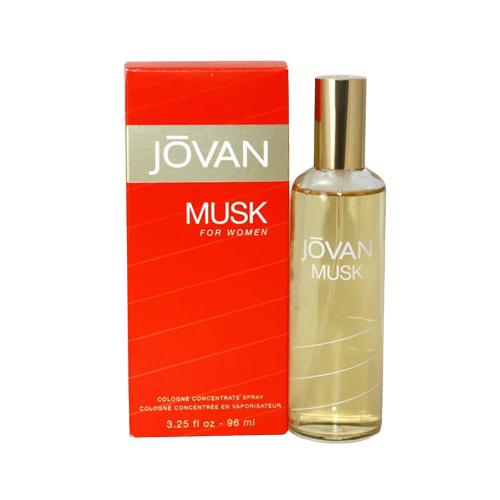 JŌVAN
MUSK
FOR WOMEN
COLOGNE CONCENTRATE SPRAY
COLOGNE CONCENTRÉE EN VAPORISATEUR
3.25 fl oz - 96 ml
JŌVAN
MUSK